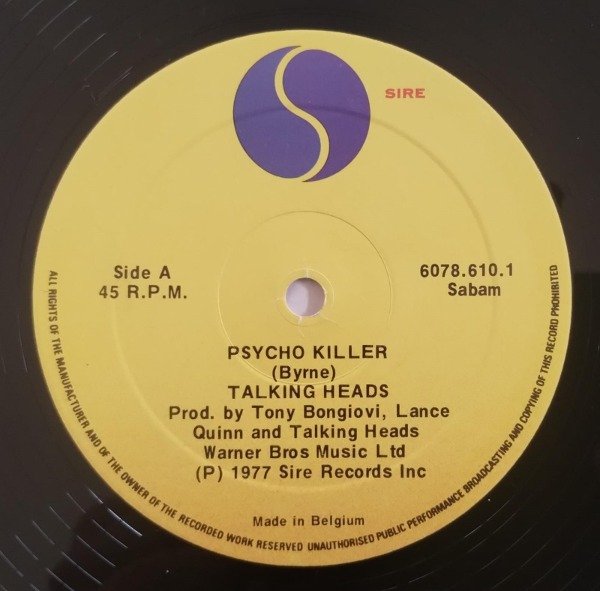 SIRE
Side A
45 R.P.M.
6078.610.1
Sabam
PSYCHO KILLER
(Byrne)
TALKING HEADS
Prod. by Tony Bongiovi, Lance
Quinn and Talking Heads
Warner Bros Music Ltd
(P) 1977 Sire Records Inc
Made in Belgium
ALL RIGHTS OF THE MANUFACTURER AND OF THE OWNER OF THE RECORDED WORK RESERVED UNAUTHORISED PUBLIC PERFORMANCE BROADCASTING AND COPYING OF THIS RECORD PROHIBITED